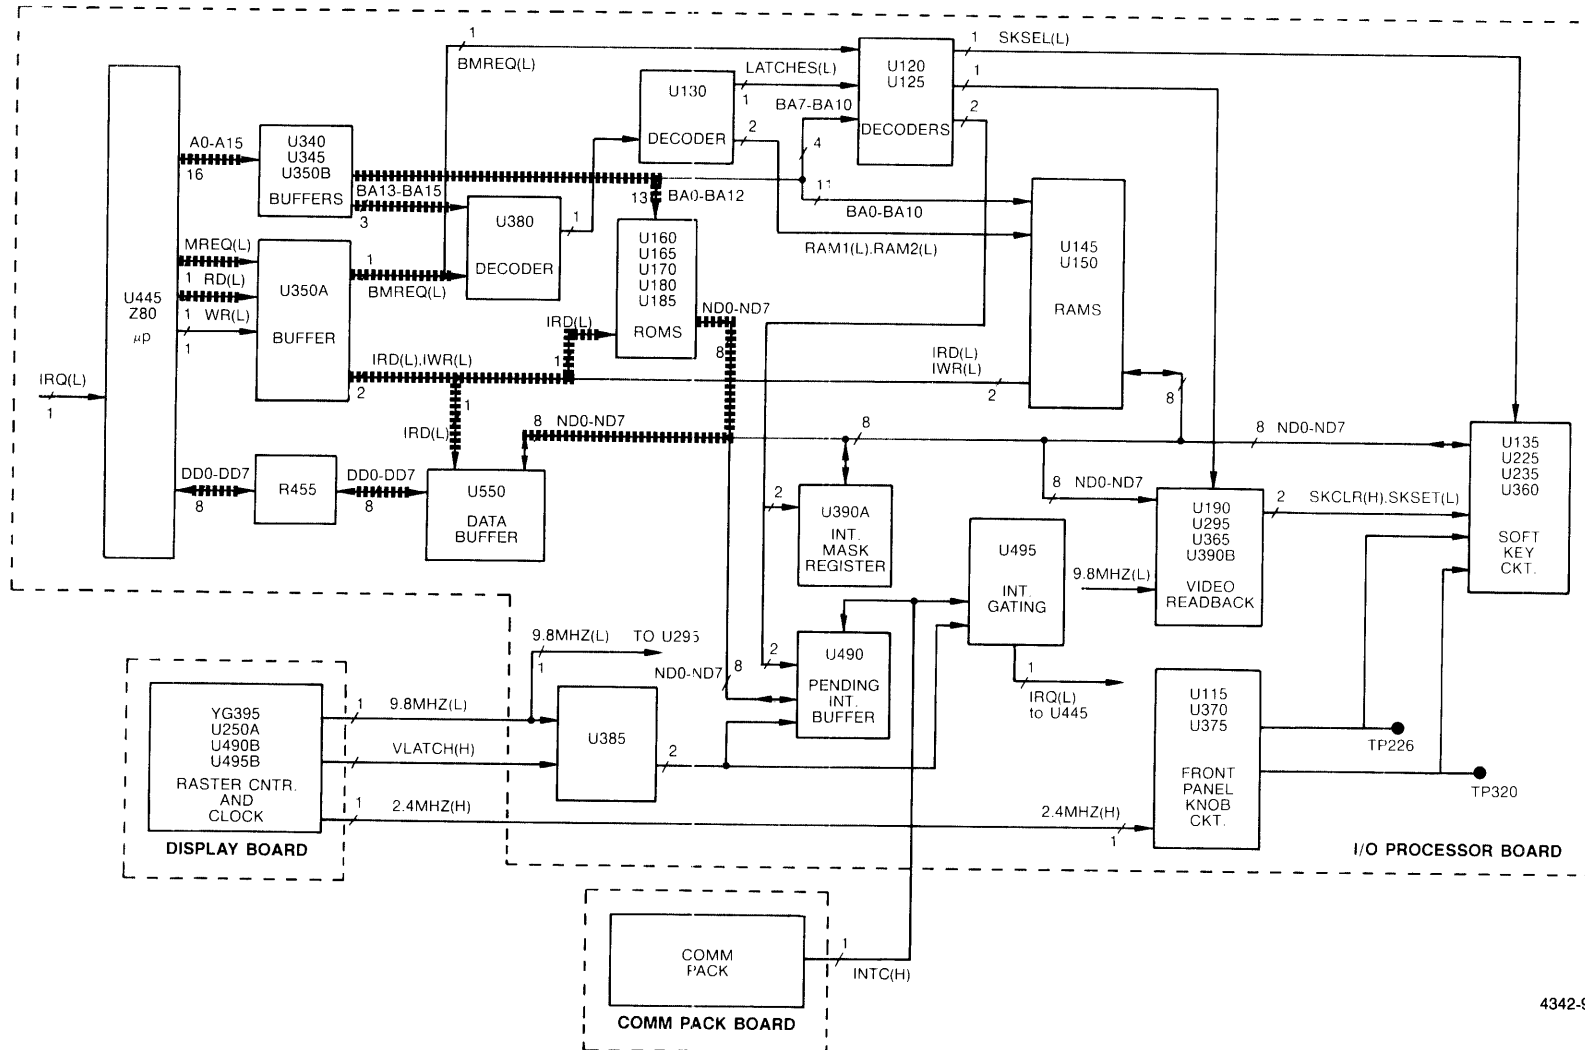 1
BMREQ(L)
1
SKSEL(L)
U120
U125
DECODERS
1
2
LATCHES(L)
1
2
BA7-BA10
4
U130
DECODER
A0-A15
16
U340
U345
U350B
BUFFERS
BA13-BA15
3
U380
DECODER
1
13
BA0-BA12
11
BA0-BA10
RAM1(L).RAM2(L)
U145
U150
RAMS
U160
U165
U170
U180
U185
ROMS
ND0-ND7
8
MREQ(L)
1
RD(L)
1
WR(L)
1
U350A
BUFFER
1
BMREQ(L)
U445
Z80
μp
IRQ(L)
1
IRD(L).IWR(L)
2
IRD(L)
1
IRD(L)
IWR(L)
2
8
1
IRD(L)
8
ND0-ND7
8
8
ND0-ND7
DD0-DD7
8
R455
DD0-DD7
8
U550
DATA
BUFFER
2
U390A
INT.
MASK
REGISTER
8
ND0-ND7
U190
U295
U365
U390B
VIDEO
READBACK
2
SKCLR(H).SKSET(L)
U135
U225
U235
U360
SOFT
KEY
CKT.
9.8MHZ(L)
U495
INT.
GATING
1
IRQ(L)
to U445
9.8MHZ(L)
1
TO U295
ND0-ND7
8
2
U490
PENDING
INT.
BUFFER
YG395
U250A
U490B
U495B
RASTER CNTR.
AND
CLOCK
DISPLAY BOARD
1
9.8MHZ(L)
VLATCH(H)
1
2.4MHZ(H)
U385
2
2.4MHZ(H)
1
U115
U370
U375
FRONT
PANEL
KNOB
CKT.
TP226
TP320
I/O PROCESSOR BOARD
COMM
PACK
1
INTC(H)
COMM PACK BOARD
4342-9